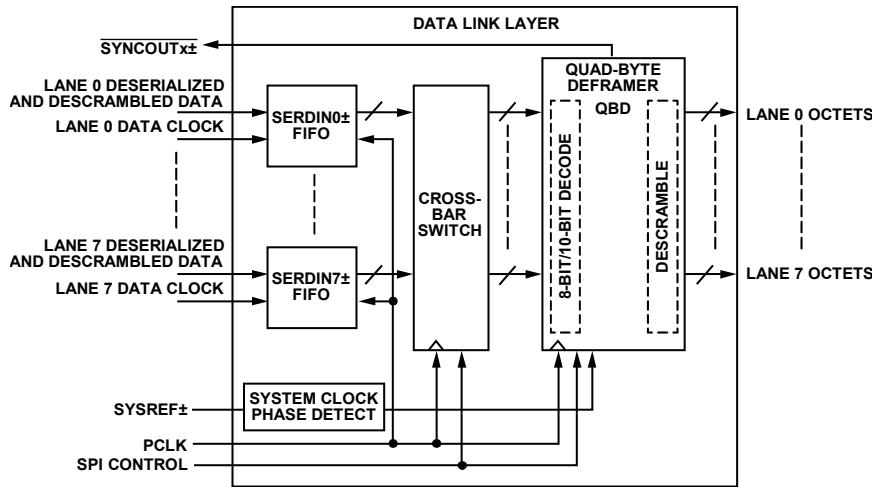 DATA LINK LAYER
SYNCOUTx±
QUAD-BYTE
DEFRAMER
QBD
LANE 0 DESERIALIZED
AND DESCRAMBLED DATA
LANE 0 DATA CLOCK
SERDIN0±
FIFO
LANE 0 OCTETS
CROSS-
BAR
SWITCH
8-BIT/10-BIT DECODE
DESCRAMBLE
LANE 7 DESERIALIZED
AND DESCRAMBLED DATA
LANE 7 DATA CLOCK
SERDIN7±
FIFO
LANE 7 OCTETS
SYSREF±
SYSTEM CLOCK
PHASE DETECT
PCLK
SPI CONTROL